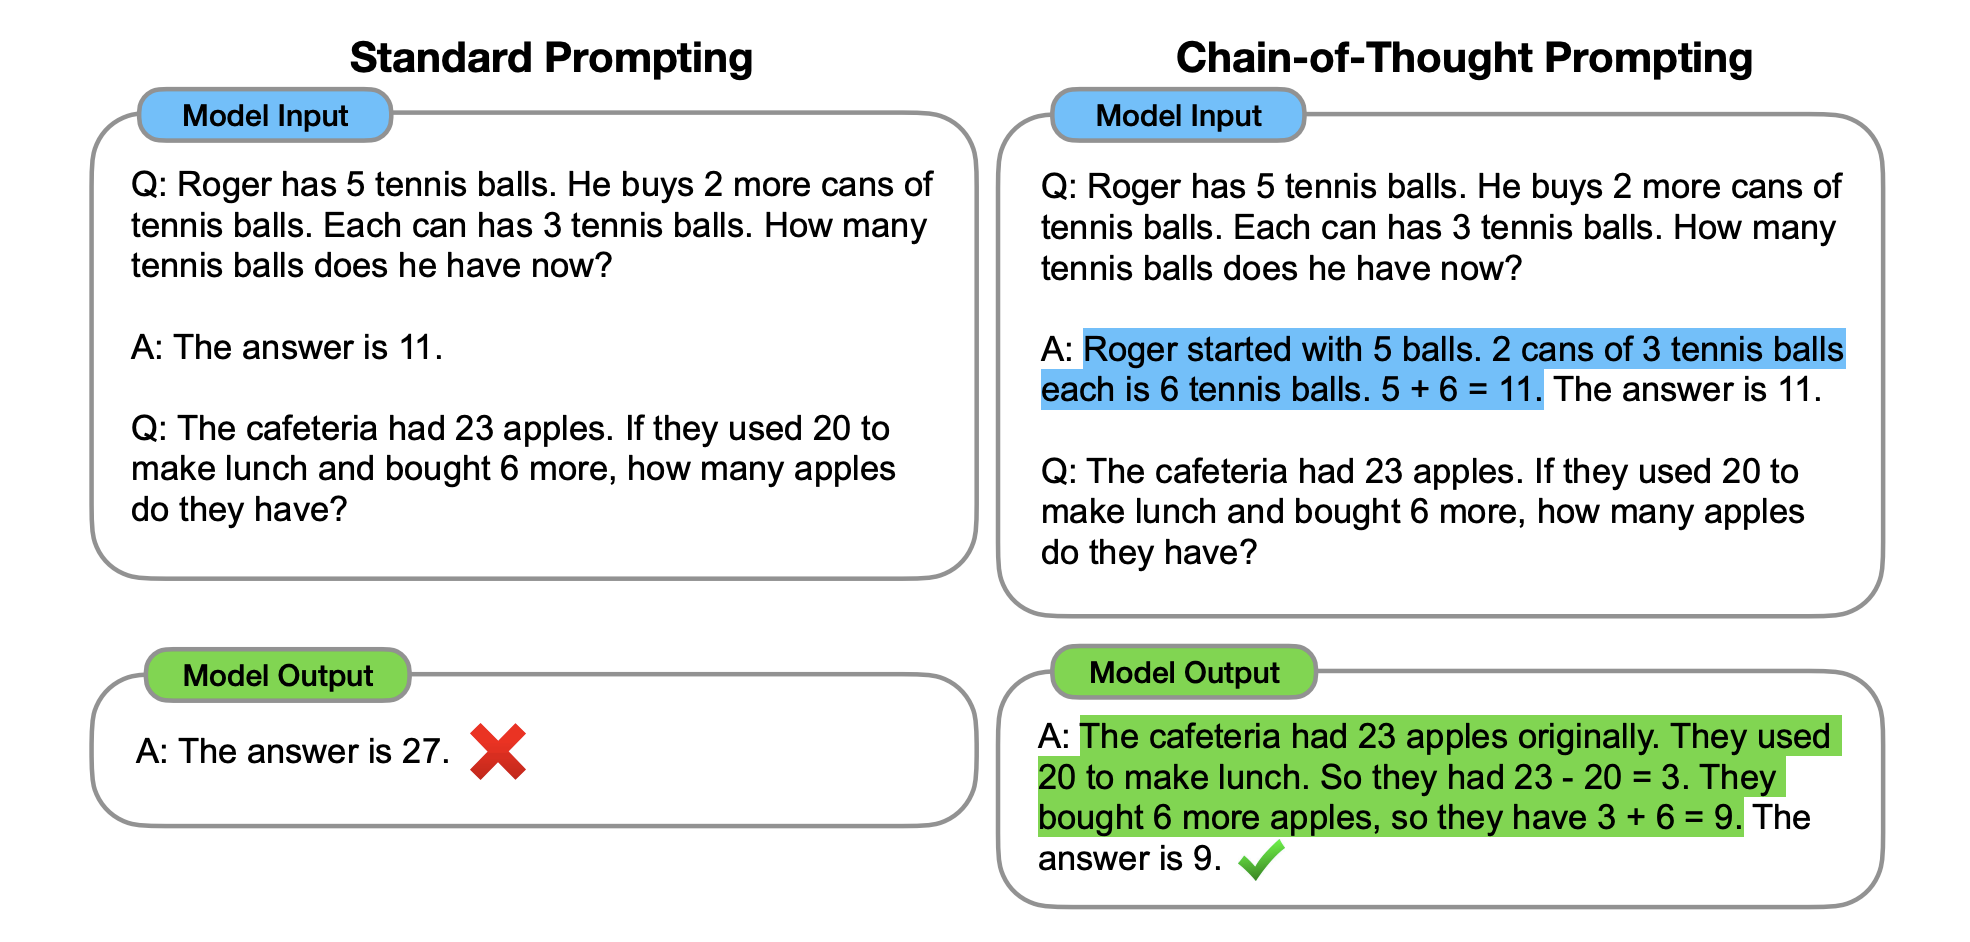 Standard Prompting
Model Input
Q: Roger has 5 tennis balls. He buys 2 more cans of
tennis balls. Each can has 3 tennis balls. How many
tennis balls does he have now?
A: The answer is 11.
Q: The cafeteria had 23 apples. If they used 20 to
make lunch and bought 6 more, how many apples
do they have?
Model Output
A: The answer is 27.
Chain-of-Thought Prompting
Model Input
Q: Roger has 5 tennis balls. He buys 2 more cans of
tennis balls. Each can has 3 tennis balls. How many
tennis balls does he have now?
A: Roger started with 5 balls. 2 cans of 3 tennis balls
each is 6 tennis balls. 5 + 6 = 11. The answer is 11.
Q: The cafeteria had 23 apples. If they used 20 to
make lunch and bought 6 more, how many apples
do they have?
Model Output
A: The cafeteria had 23 apples originally. They used
20 to make lunch. So they had 23 - 20 = 3. They
bought 6 more apples, so they have 3 + 6 = 9. The
answer is 9.